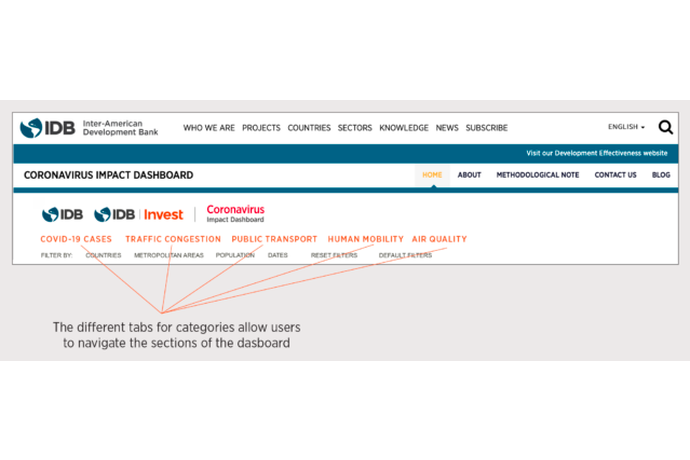 IDB Inter-American Development Bank
WHO WE ARE PROJECTS COUNTRIES SECTORS KNOWLEDGE NEWS SUBSCRIBE ENGLISH
Visit our Development Effectiveness website
CORONAVIRUS IMPACT DASHBOARD HOME ABOUT METHODOLOGICAL NOTE CONTACT US BLOG
IDB IDB Invest Coronavirus
Impact Dashboard
COVID-19 CASES TRAFFIC CONGESTION PUBLIC TRANSPORT HUMAN MOBILITY AIR QUALITY
FILTER BY: COUNTRIES METROPOLITAN AREAS POPULATION DATES RESET FILTERS DEFAULT FILTERS
The different tabs for categories allow users
to navigate the sections of the dasboard